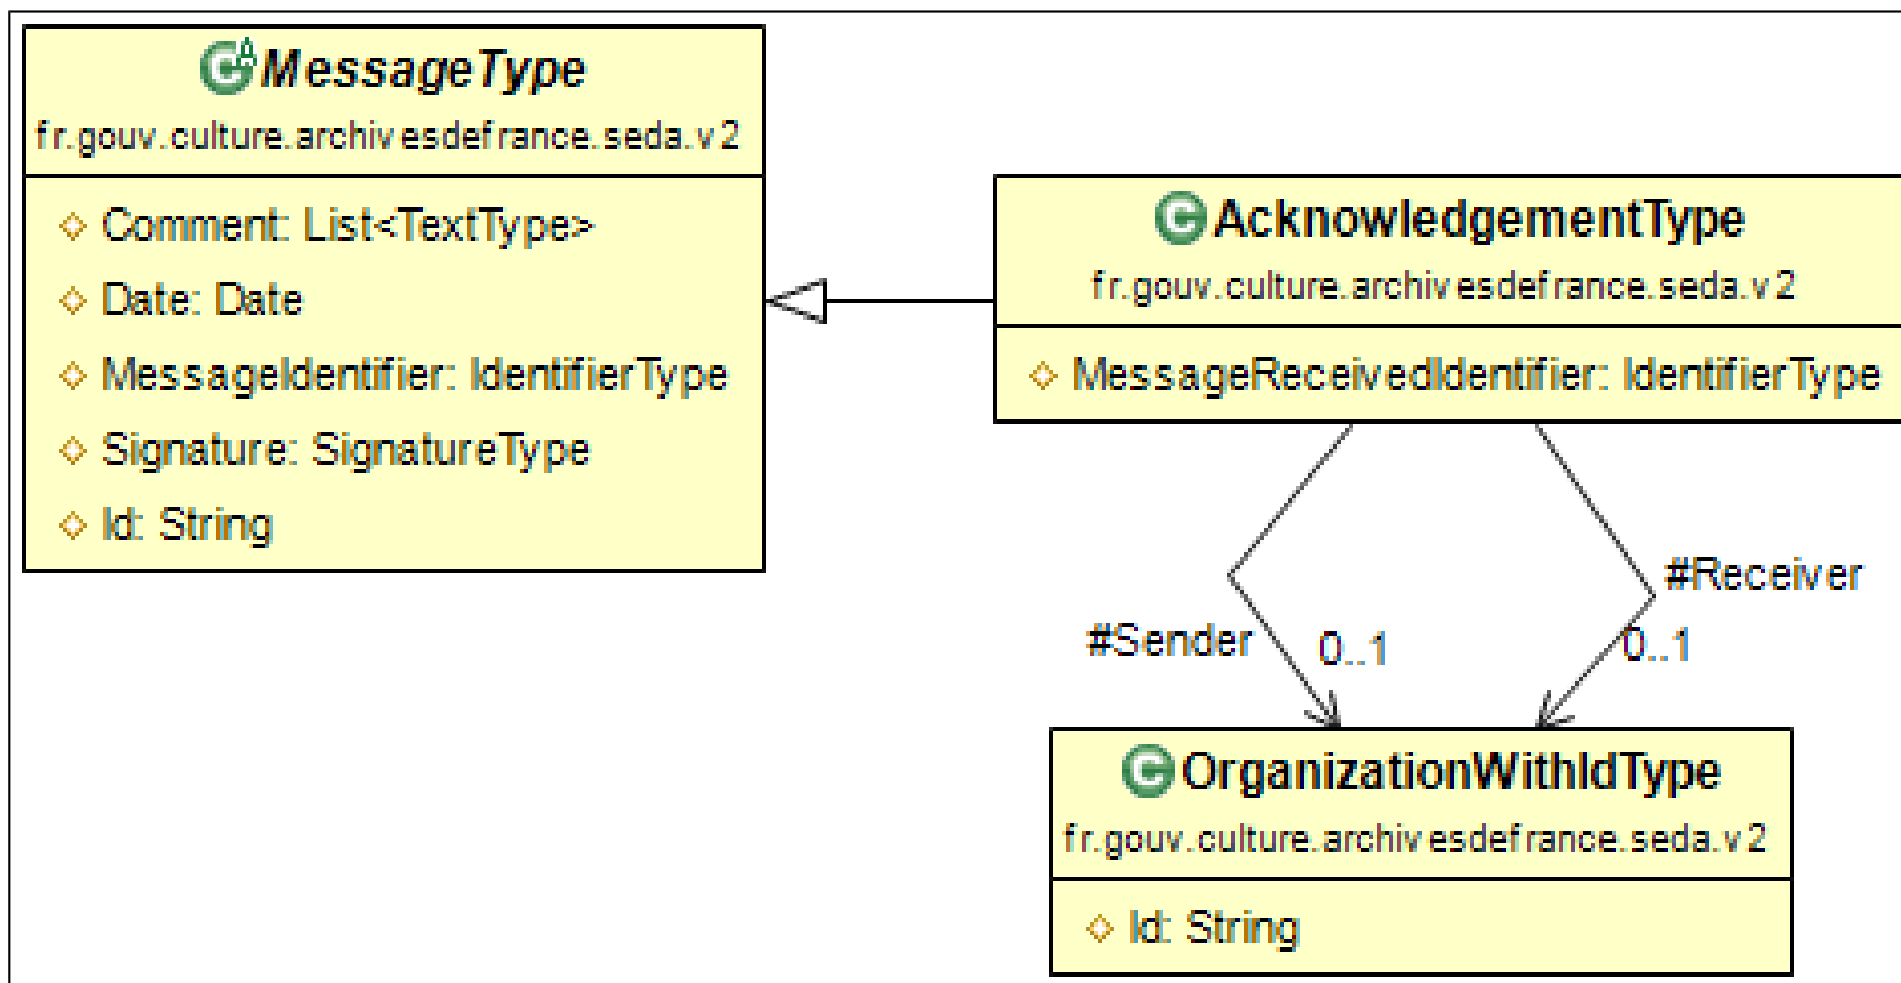 MessageType
fr.gouv.culture.archivesdefrance.seda.v2
Comment: List<TextType>
Date: Date
MessageIdentifier: IdentifierType
Signature: SignatureType
Id: String
AcknowledgementType
fr.gouv.culture.archivesdefrance.seda.v2
MessageReceivedIdentifier: IdentifierType
#Sender
0..1
#Receiver
0..1
OrganizationWithIdType
fr.gouv.culture.archivesdefrance.seda.v2
Id: String